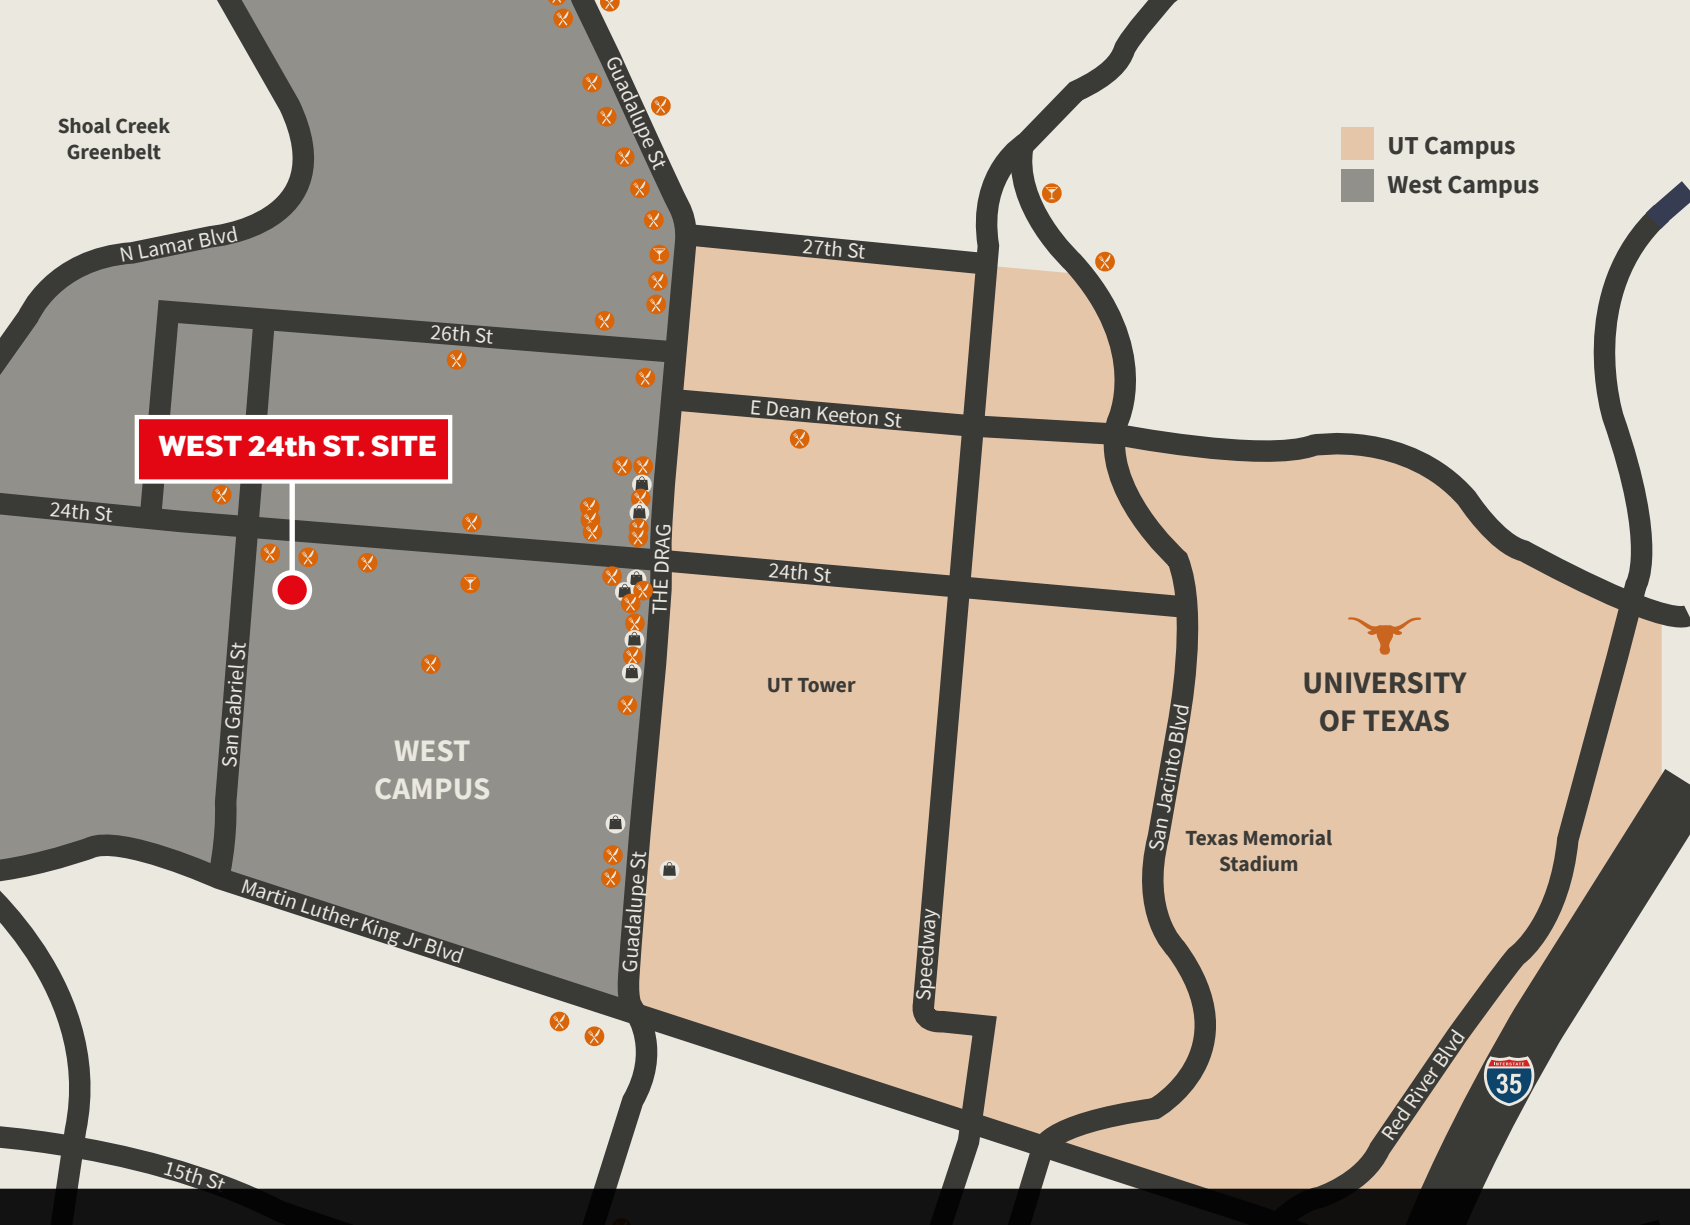 Guadalupe St
Shoal Creek
Greenbelt
UT Campus
West Campus
N Lamar Blvd
27th St
26th St
E Dean Keeton St
WEST 24th ST. SITE
24th St
THE DRAG
24th St
UT Tower
UNIVERSITY
OF TEXAS
San Gabriel St
WEST
CAMPUS
San Jacinto Blvd
Texas Memorial
Stadium
Martin Luther King Jr Blvd
Guadalupe St
Speedway
Red River Blvd
INTERSTATE
35
15th St